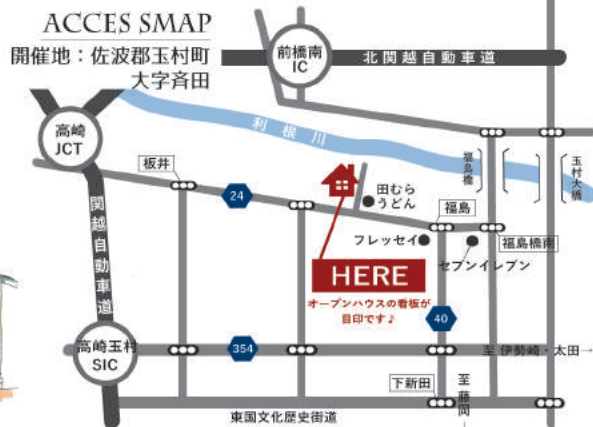 ACCES SMAP
開催地：佐波郡玉村町
大字斉田
前橋南
IC
北関越自動車道
高崎
JCT
利根川
板井
福島橋
玉村大橋
24
田むら
うどん
福島
関越自動車道
フレッセイ
福島橋南
セブンイレブン
HERE
オープンハウスの看板が
目印です♪
40
高崎玉村
SIC
354
至 伊勢崎・太田→
下新田
至 藤岡→
東国文化歴史街道